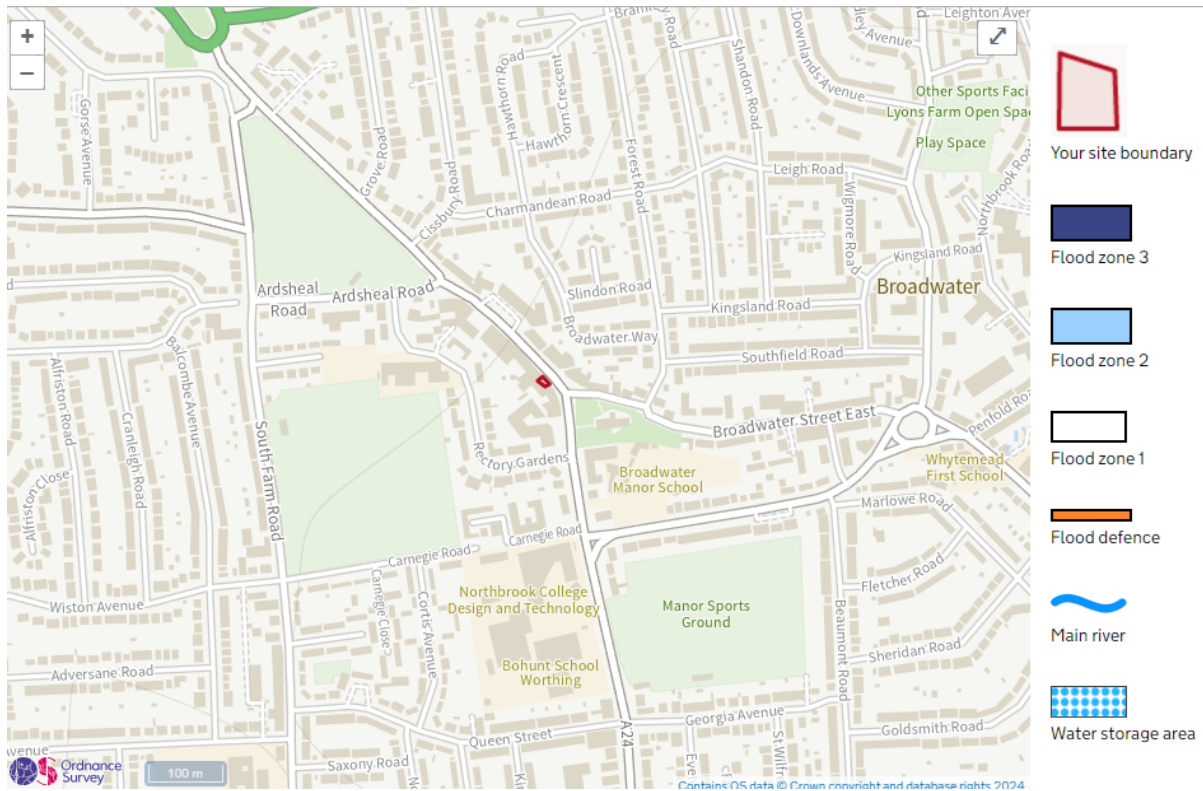 +
−
Bramley Road
Leighton Aven
Downlands Avenue
Shandon Road
Other Sports Faci
Lyons Farm Open Spac
Play Space
Northbrook Road
Gorse Avenue
Grove Road
Cissbury Road
Hawthorn Road
Hawthorn Crescent
Forest Road
Leigh Road
Wigmore Road
Charmandean Road
Kingsland Road
Broadwater
Ardsheal
Road
Ardsheal Road
Slindon Road
Kingsland Road
Broadwater Way
Southfield Road
Balcombe Avenue
Alfriston Road
Cranleigh Road
Alfriston Close
South Farm Road
Rectory Gardens
Broadwater Street East
Penfold Roa
Broadwater
Manor School
Whytemead
First School
Marlowe Road
Carnegie Road
Carnegie Road
Fletcher Road
Wiston Avenue
Carnegie Close
Cortis Avenue
Northbrook College
Design and Technology
Manor Sports
Ground
Beaumont Road
Sheridan Road
Adversane Road
Bohunt School
Worthing
Georgia Avenue
Goldsmith Road
Queen Street
A24
venue
Saxony Road
Ordnance
Survey
100 m
Contains OS data © Crown copyright and database rights 2024
Your site boundary
Flood zone 3
Flood zone 2
Flood zone 1
Flood defence
Main river
Water storage area